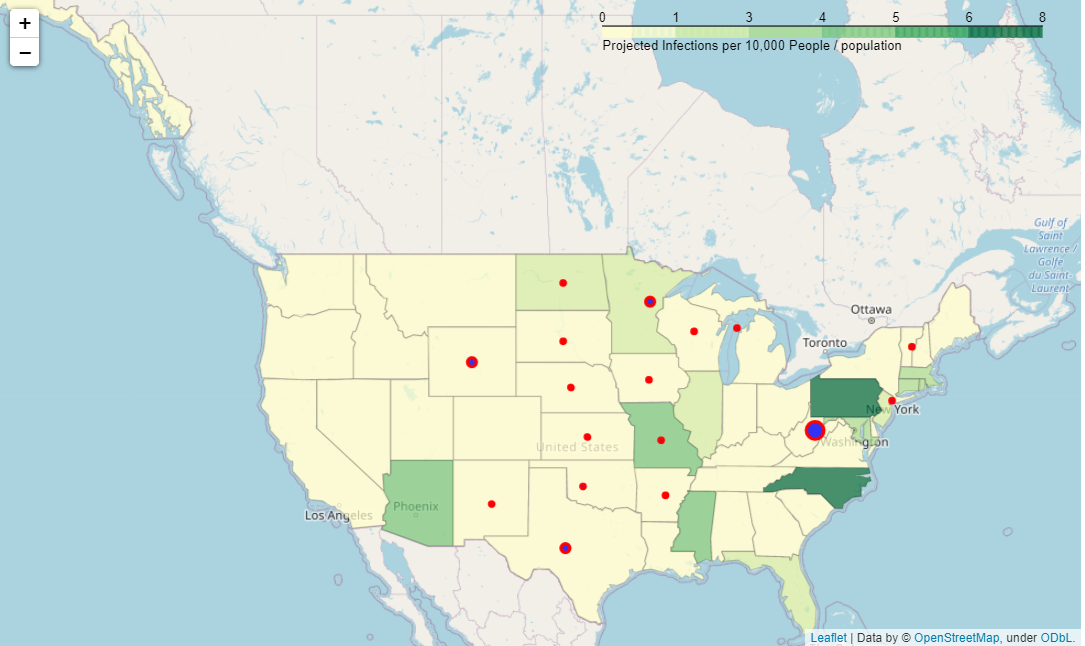 +
−
0 1 3 4 5 6 8
Projected Infections per 10,000 People / population
Gulf of
Saint
Lawrence /
Golfe
du Saint-
Laurent
Ottawa
Toronto
New York
Washington
United States
Phoenix
Los Angeles
Leaflet | Data by © OpenStreetMap, under ODbL.